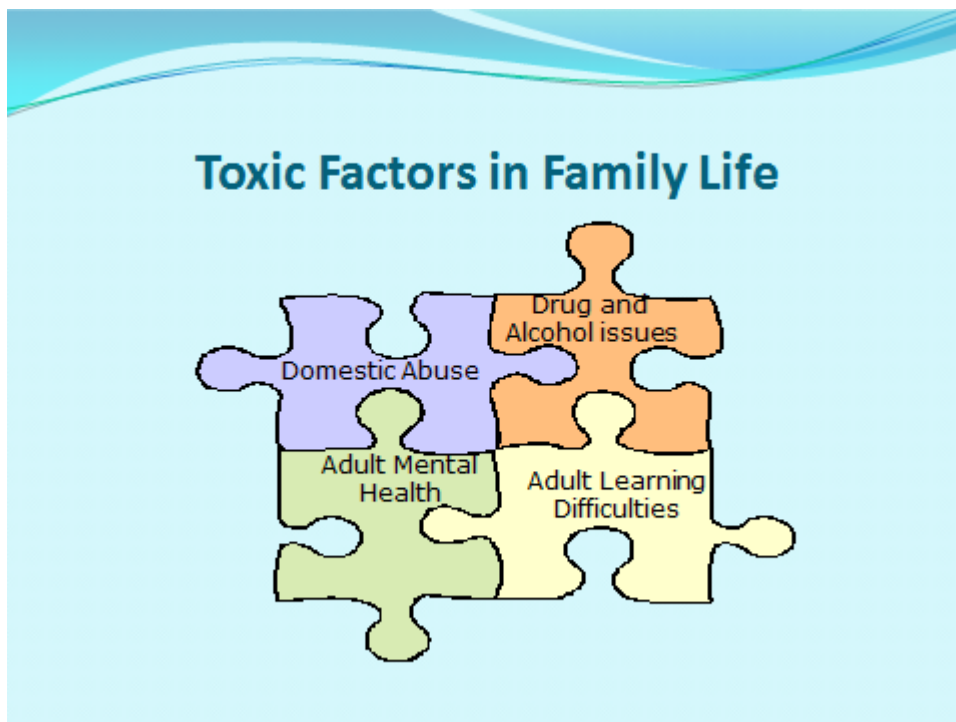 Toxic Factors in Family Life
Drug and
Alcohol issues
Domestic Abuse
Adult Mental
Health
Adult Learning
Difficulties